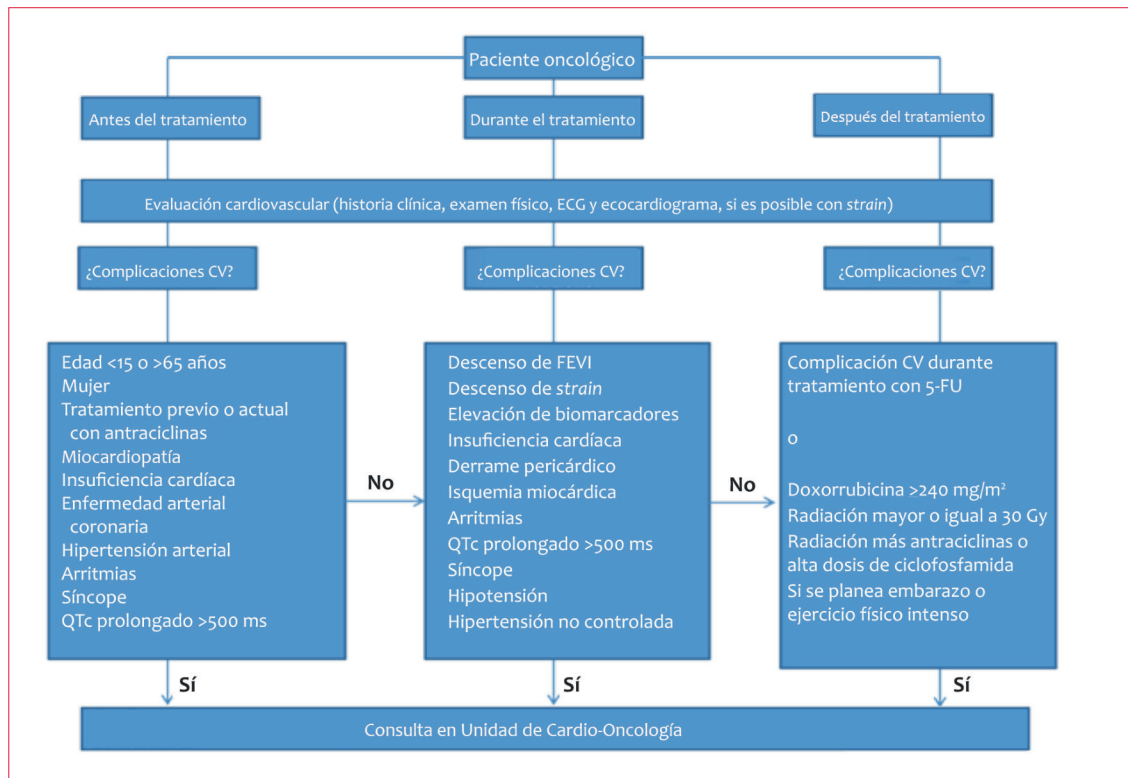 Paciente oncológico
Antes del tratamiento
Durante el tratamiento
Después del tratamiento
Evaluación cardiovascular (historia clínica, examen físico, ECG y ecocardiograma, si es posible con strain)
¿Complicaciones CV?
¿Complicaciones CV?
¿Complicaciones CV?
Edad <15 o >65 años
Mujer
Tratamiento previo o actual
con antraciclinas
Miocardiopatía
Insuficiencia cardíaca
Enfermedad arterial
coronaria
Hipertensión arterial
Arritmias
Síncope
QTc prolongado >500 ms
No
Descenso de FEVI
Descenso de strain
Elevación de biomarcadores
Insuficiencia cardíaca
Derrame pericárdico
Isquemia miocárdica
Arritmias
QTc prolongado >500 ms
Síncope
Hipotensión
Hipertensión no controlada
No
Complicación CV durante
tratamiento con 5-FU
o
Doxorrubicina >240 mg/m²
Radiación mayor o igual a 30 Gy
Radiación más antraciclinas o
alta dosis de ciclofosfamida
Si se planea embarazo o
ejercicio físico intenso
Sí
Sí
Sí
Consulta en Unidad de Cardio-Oncología